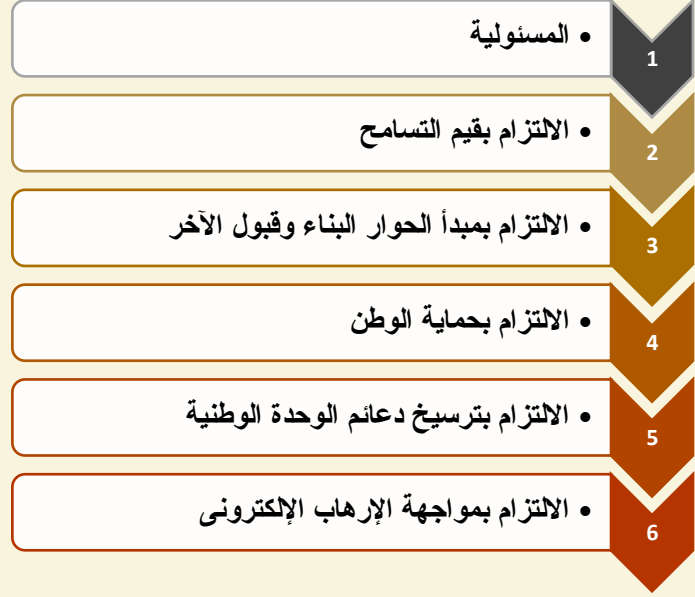 • المسئولية
1
• الالتزام بقيم التسامح
2
• الالتزام بمبدأ الحوار البناء وقبول الآخر
3
• الالتزام بحماية الوطن
4
• الالتزام بترسيخ دعائم الوحدة الوطنية
5
• الالتزام بمواجهة الإرهاب الإلكترونى
6